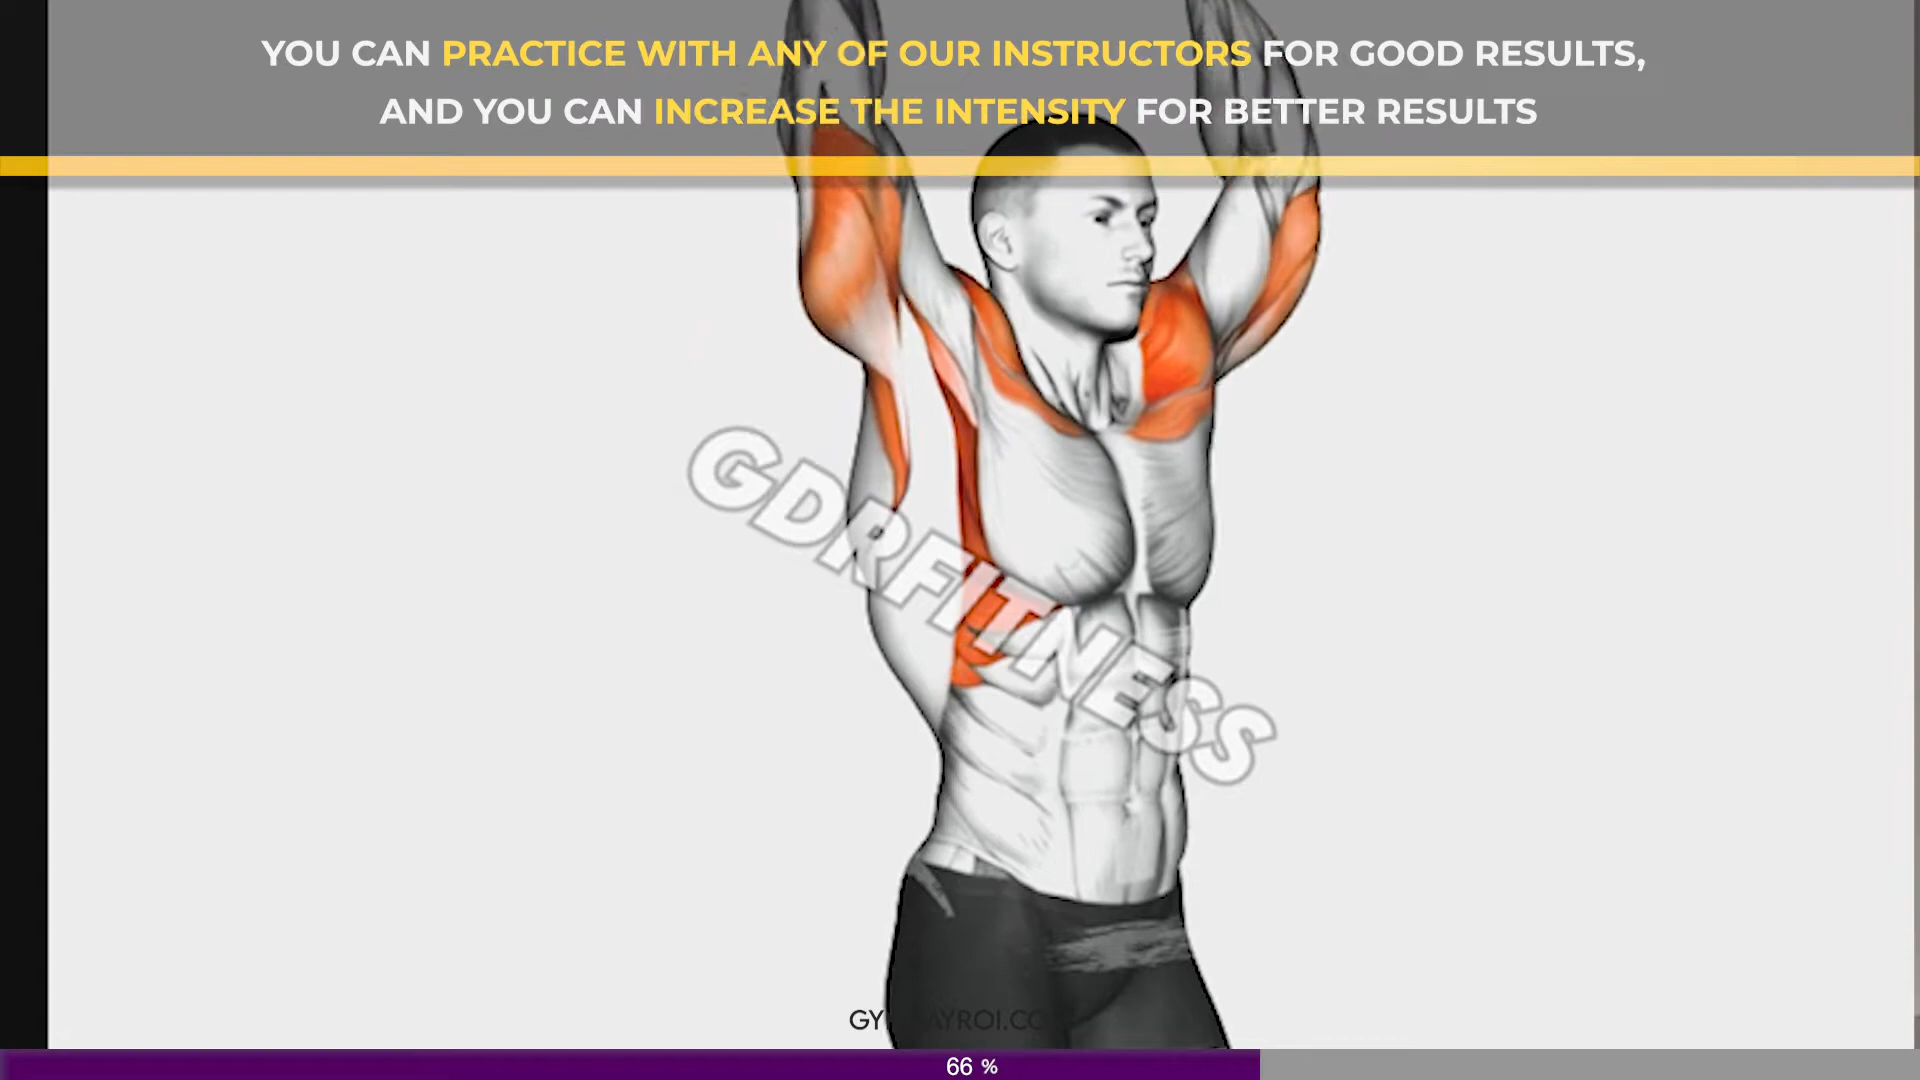 YOU CAN PRACTICE WITH ANY OF OUR INSTRUCTORS FOR GOOD RESULTS,
AND YOU CAN INCREASE THE INTENSITY FOR BETTER RESULTS
GDRFITNESS
66 %